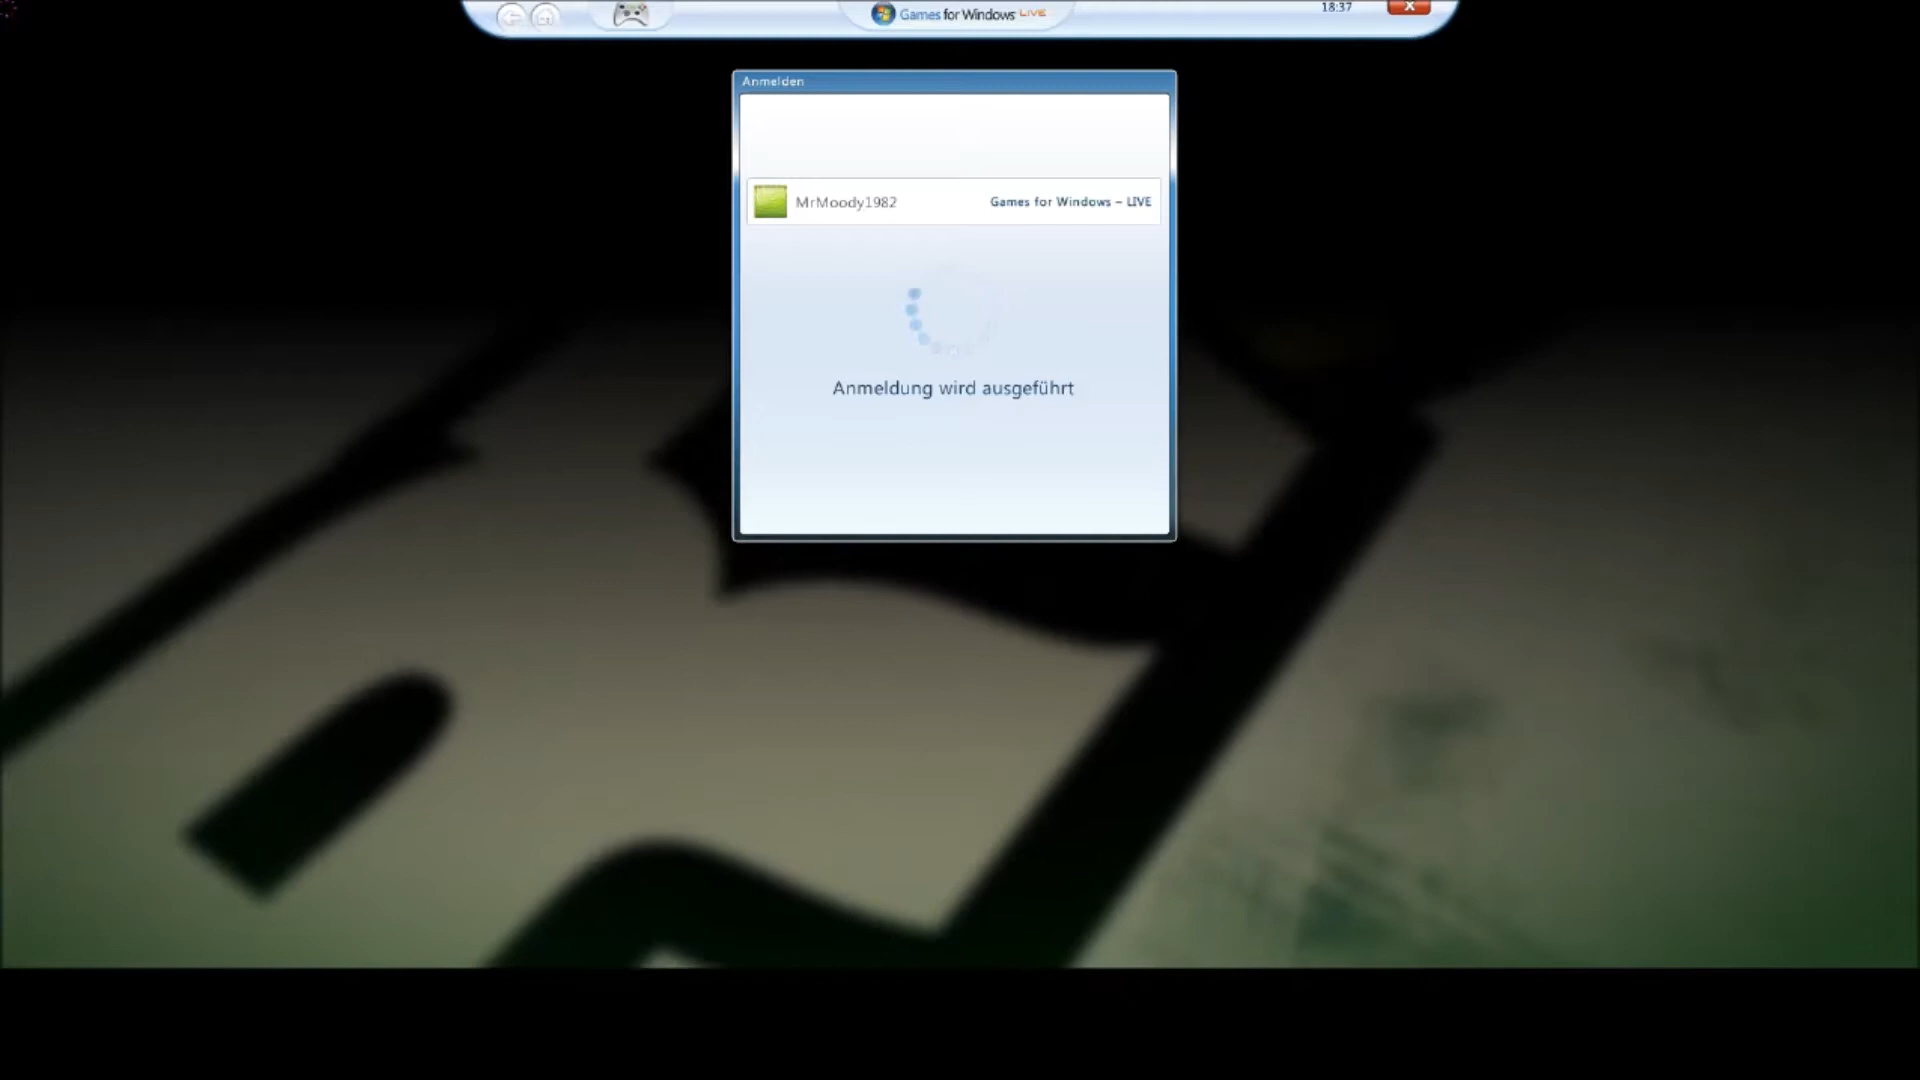 Games for Windows LIVE
18:37
X
Anmelden
MrMoody1982
Games for Windows – LIVE
Anmeldung wird ausgeführt